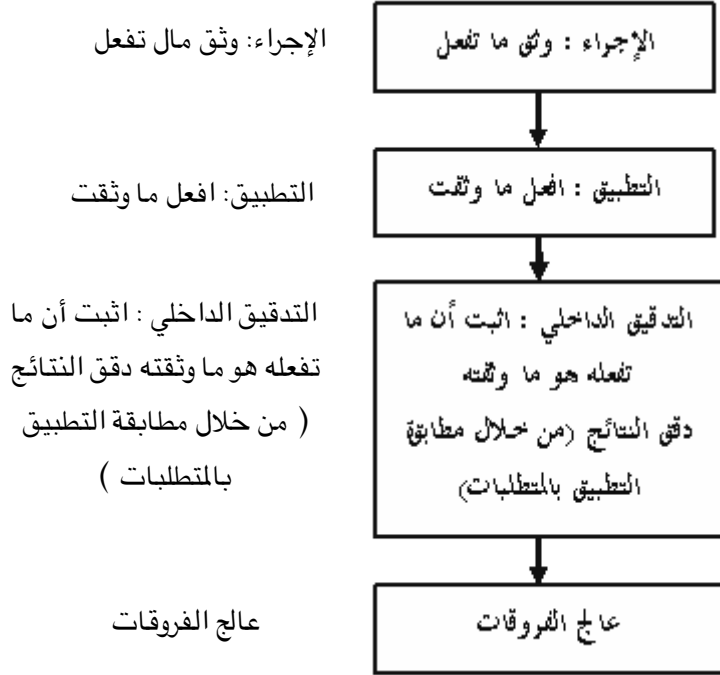 الإجراء : وثق ما تفعل
الإجراء: وثق مال تفعل
التطبيق : افعل ما وثقت
التطبيق: افعل ما وثقت
التدقيق الداخلي : اثبت أن ما
تفعله هو ما وثقته
دقق النتائج (من خلال مطابقة
التطبيق بالمتطلبات)
التدقيق الداخلي : اثبت أن ما
تفعله هو ما وثقته دقق النتائج
( من خلال مطابقة التطبيق
بالمتطلبات )
عالج الفروقات
عالج الفروقات